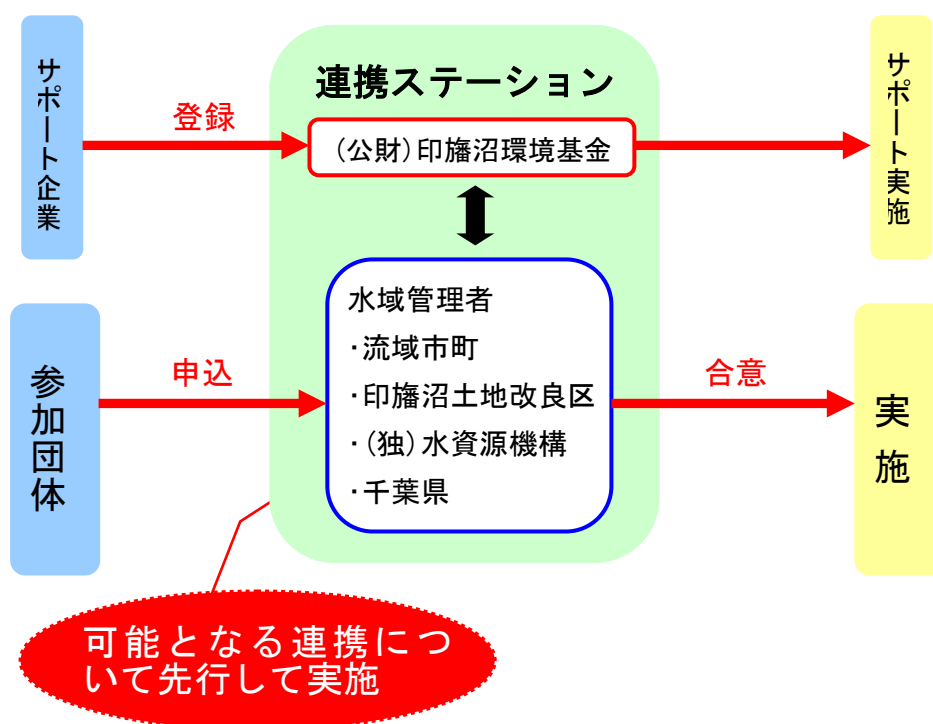 連携ステーション
サポート企業
登録
(公財)印旛沼環境基金
サポート実施
参加団体
申込
水域管理者
・流域市町
・印旛沼土地改良区
・(独)水資源機構
・千葉県
合意
実施
可能となる連携につ
いて先行して実施